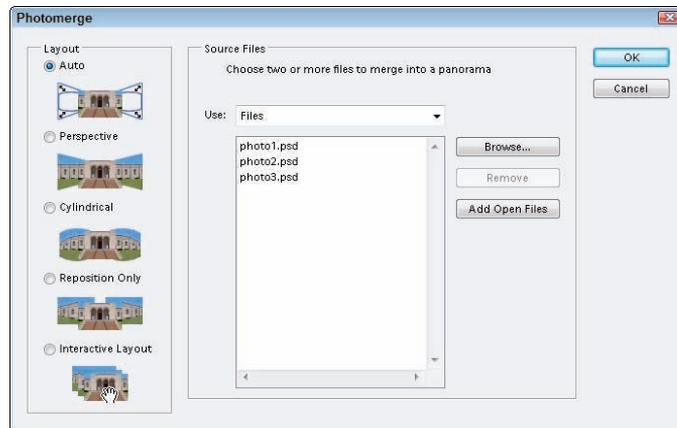 Photomerge
Layout
Auto
Perspective
Cylindrical
Reposition Only
Interactive Layout
Source Files
Choose two or more files to merge into a panorama
Use: Files
photo1.psd
photo2.psd
photo3.psd
Browse...
Remove
Add Open Files
OK
Cancel